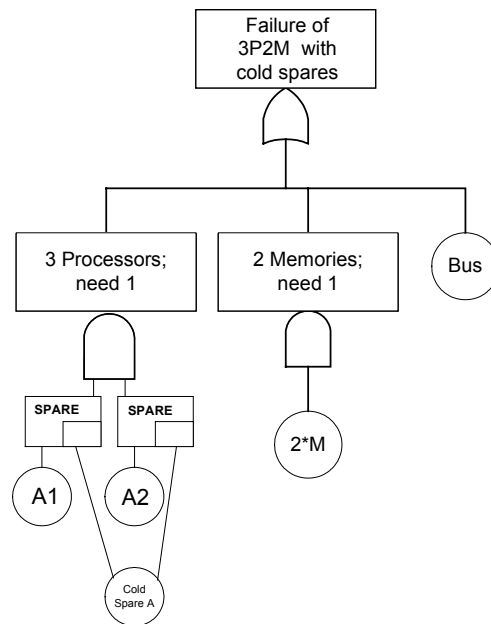 Failure of
3P2M with
cold spares
3 Processors;
need 1
2 Memories;
need 1
Bus
SPARE
SPARE
A1
A2
2*M
Cold
Spare A